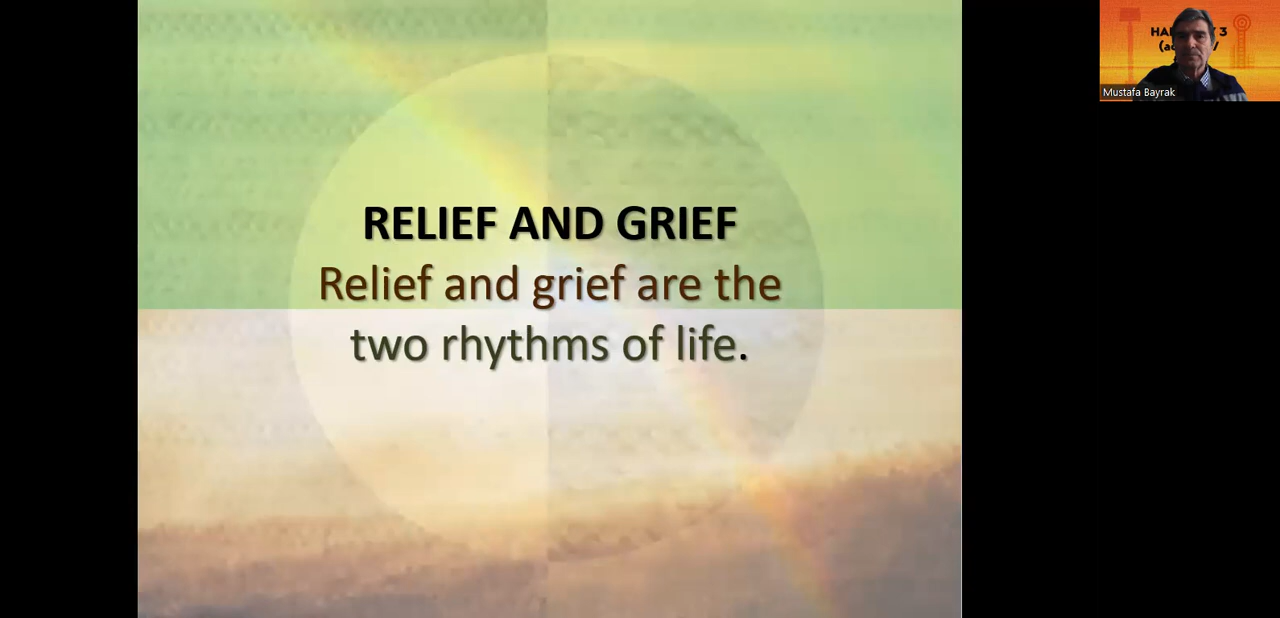 RELIEF AND GRIEF
Relief and grief are the
two rhythms of life.
Mustafa Bayrak